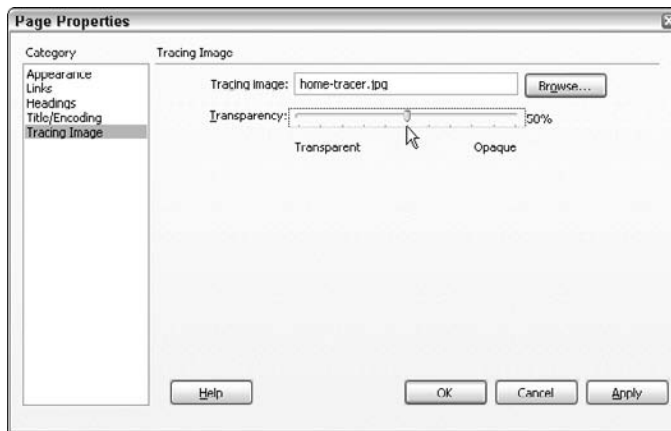 Page Properties
Category
Appearance
Links
Headings
Title/Encoding
Tracing Image
Tracing Image
Tracing image: home-tracer.jpg Browse...
Transparency: 50%
Transparent Opaque
Help OK Cancel Apply